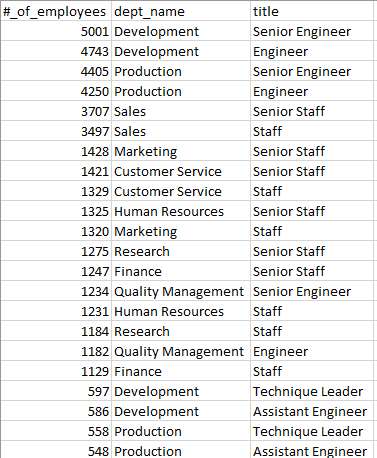 #_of_employees dept_name title
5001 Development Senior Engineer
4743 Development Engineer
4405 Production Senior Engineer
4250 Production Engineer
3707 Sales Senior Staff
3497 Sales Staff
1428 Marketing Senior Staff
1421 Customer Service Senior Staff
1329 Customer Service Staff
1325 Human Resources Senior Staff
1320 Marketing Staff
1275 Research Senior Staff
1247 Finance Senior Staff
1234 Quality Management Senior Engineer
1231 Human Resources Staff
1184 Research Staff
1182 Quality Management Engineer
1129 Finance Staff
597 Development Technique Leader
586 Development Assistant Engineer
558 Production Technique Leader
548 Production Assistant Engineer